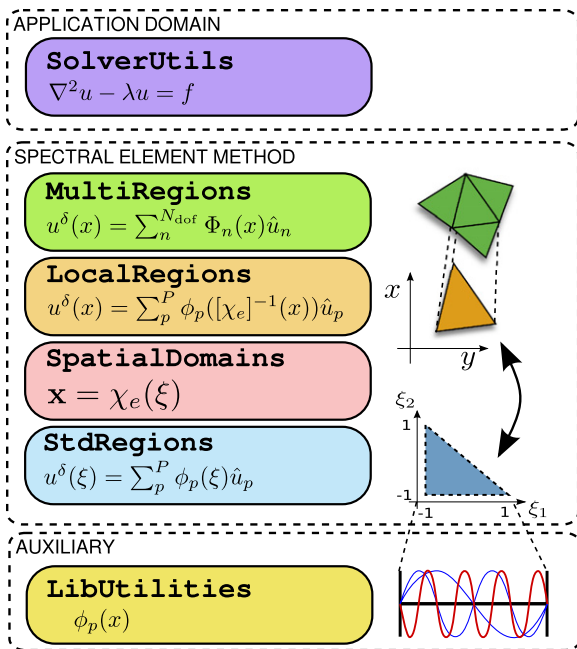 APPLICATION DOMAIN
SolverUtils
∇²u − λu = f
SPECTRAL ELEMENT METHOD
MultiRegions
u^δ(x) = ∑_n^{N_dof} Φ_n(x)û_n
LocalRegions
u^δ(x) = ∑_p^P ϕ_p([χ_e]^{-1}(x))û_p
SpatialDomains
x = χ_e(ξ)
StdRegions
u^δ(ξ) = ∑_p^P ϕ_p(ξ)û_p
x
y
ξ_2
1
-1
-1
1
ξ_1
AUXILIARY
LibUtilities
ϕ_p(x)